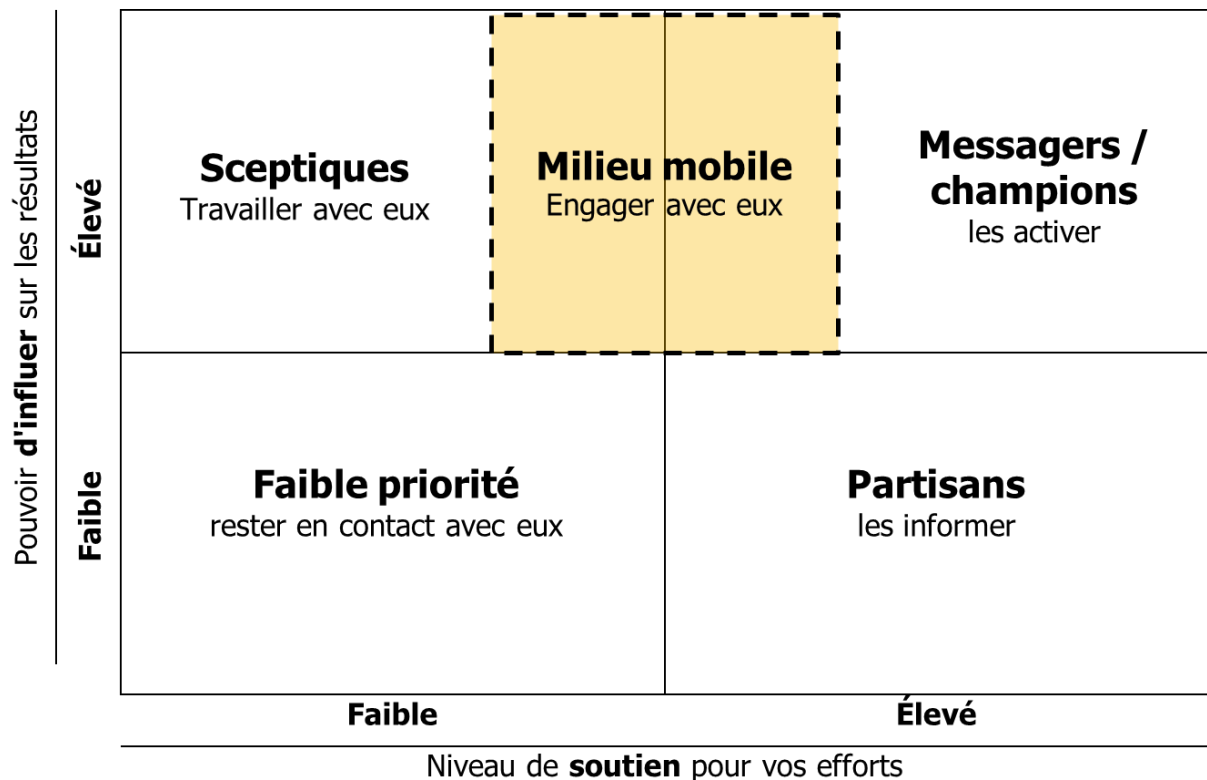 Pouvoir d'influer sur les résultats
Élevé
Faible
Sceptiques
Travailler avec eux
Milieu mobile
Engager avec eux
Messagers /
champions
les activer
Faible priorité
rester en contact avec eux
Partisans
les informer
Faible
Élevé
Niveau de soutien pour vos efforts